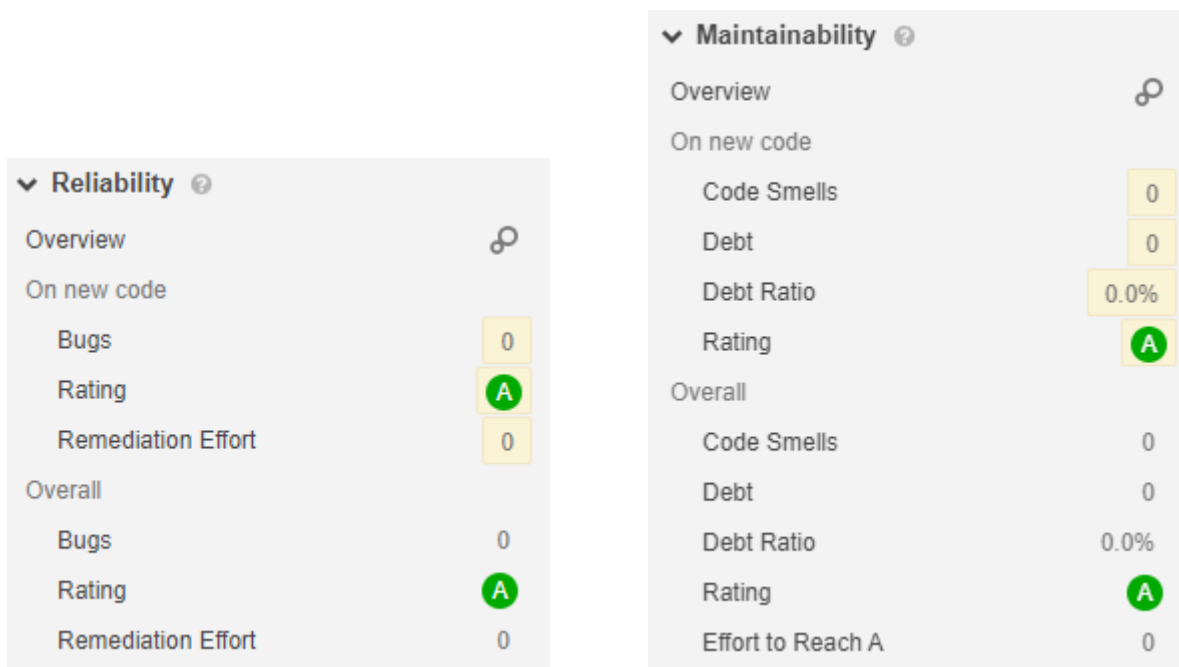 Reliability ?
Overview
On new code
Bugs 0
Rating A
Remediation Effort 0
Overall
Bugs 0
Rating A
Remediation Effort 0
Maintainability ?
Overview
On new code
Code Smells 0
Debt 0
Debt Ratio 0.0%
Rating A
Overall
Code Smells 0
Debt 0
Debt Ratio 0.0%
Rating A
Effort to Reach A 0